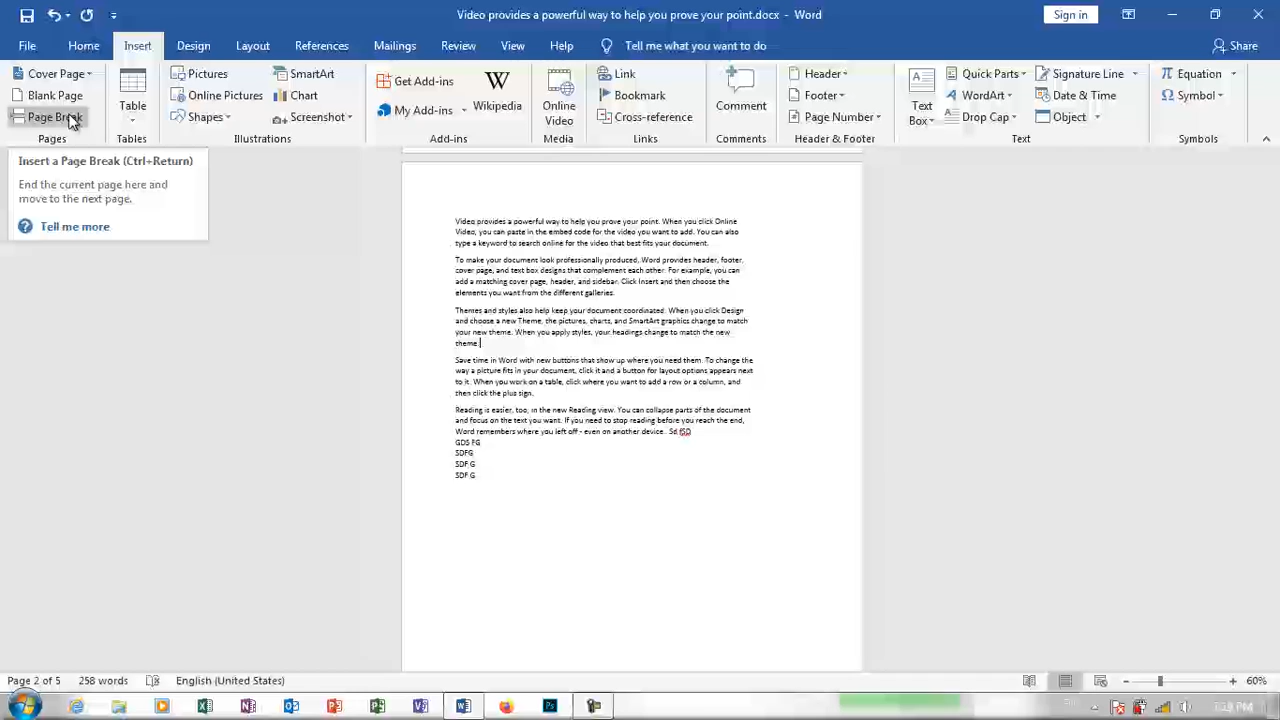 Video provides a powerful way to help you prove your point.docx - Word
Sign in
File Home Insert Design Layout References Mailings Review View Help Tell me what you want to do Share
Cover Page
Blank Page
Page Break
Pages
Table
Tables
Pictures
Online Pictures
Shapes
SmartArt
Chart
Screenshot
Illustrations
Get Add-ins
My Add-ins
Wikipedia
Add-ins
Online
Video
Media
Link
Bookmark
Cross-reference
Links
Comment
Comments
Header
Footer
Page Number
Header & Footer
Text
Box
Quick Parts
WordArt
Drop Cap
Signature Line
Date & Time
Object
Text
Equation
Symbol
Symbols
Insert a Page Break (Ctrl+Return)
End the current page here and
move to the next page.
Tell me more
Video provides a powerful way to help you prove your point. When you click Online
Video, you can paste in the embed code for the video you want to add. You can also
type a keyword to search online for the video that best fits your document.
To make your document look professionally produced, Word provides header, footer,
cover page, and text box designs that complement each other. For example, you can
add a matching cover page, header, and sidebar. Click Insert and then choose the
elements you want from the different galleries.
Themes and styles also help keep your document coordinated. When you click Design
and choose a new Theme, the pictures, charts, and SmartArt graphics change to match
your new theme. When you apply styles, your headings change to match the new
theme.
Save time in Word with new buttons that show up where you need them. To change the
way a picture fits in your document, click it and a button for layout options appears next
to it. When you work on a table, click where you want to add a row or a column, and
then click the plus sign.
Reading is easier, too, in the new Reading view. You can collapse parts of the document
and focus on the text you want. If you need to stop reading before you reach the end,
Word remembers where you left off - even on another device. Sd fSD
GDS FG
SDFG
SDF G
SDF G
Page 2 of 5 258 words English (United States) 60%